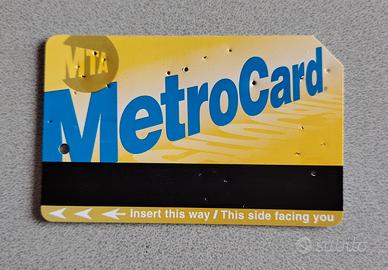 MTA
MetroCard
Insert this way / This side facing you
subito